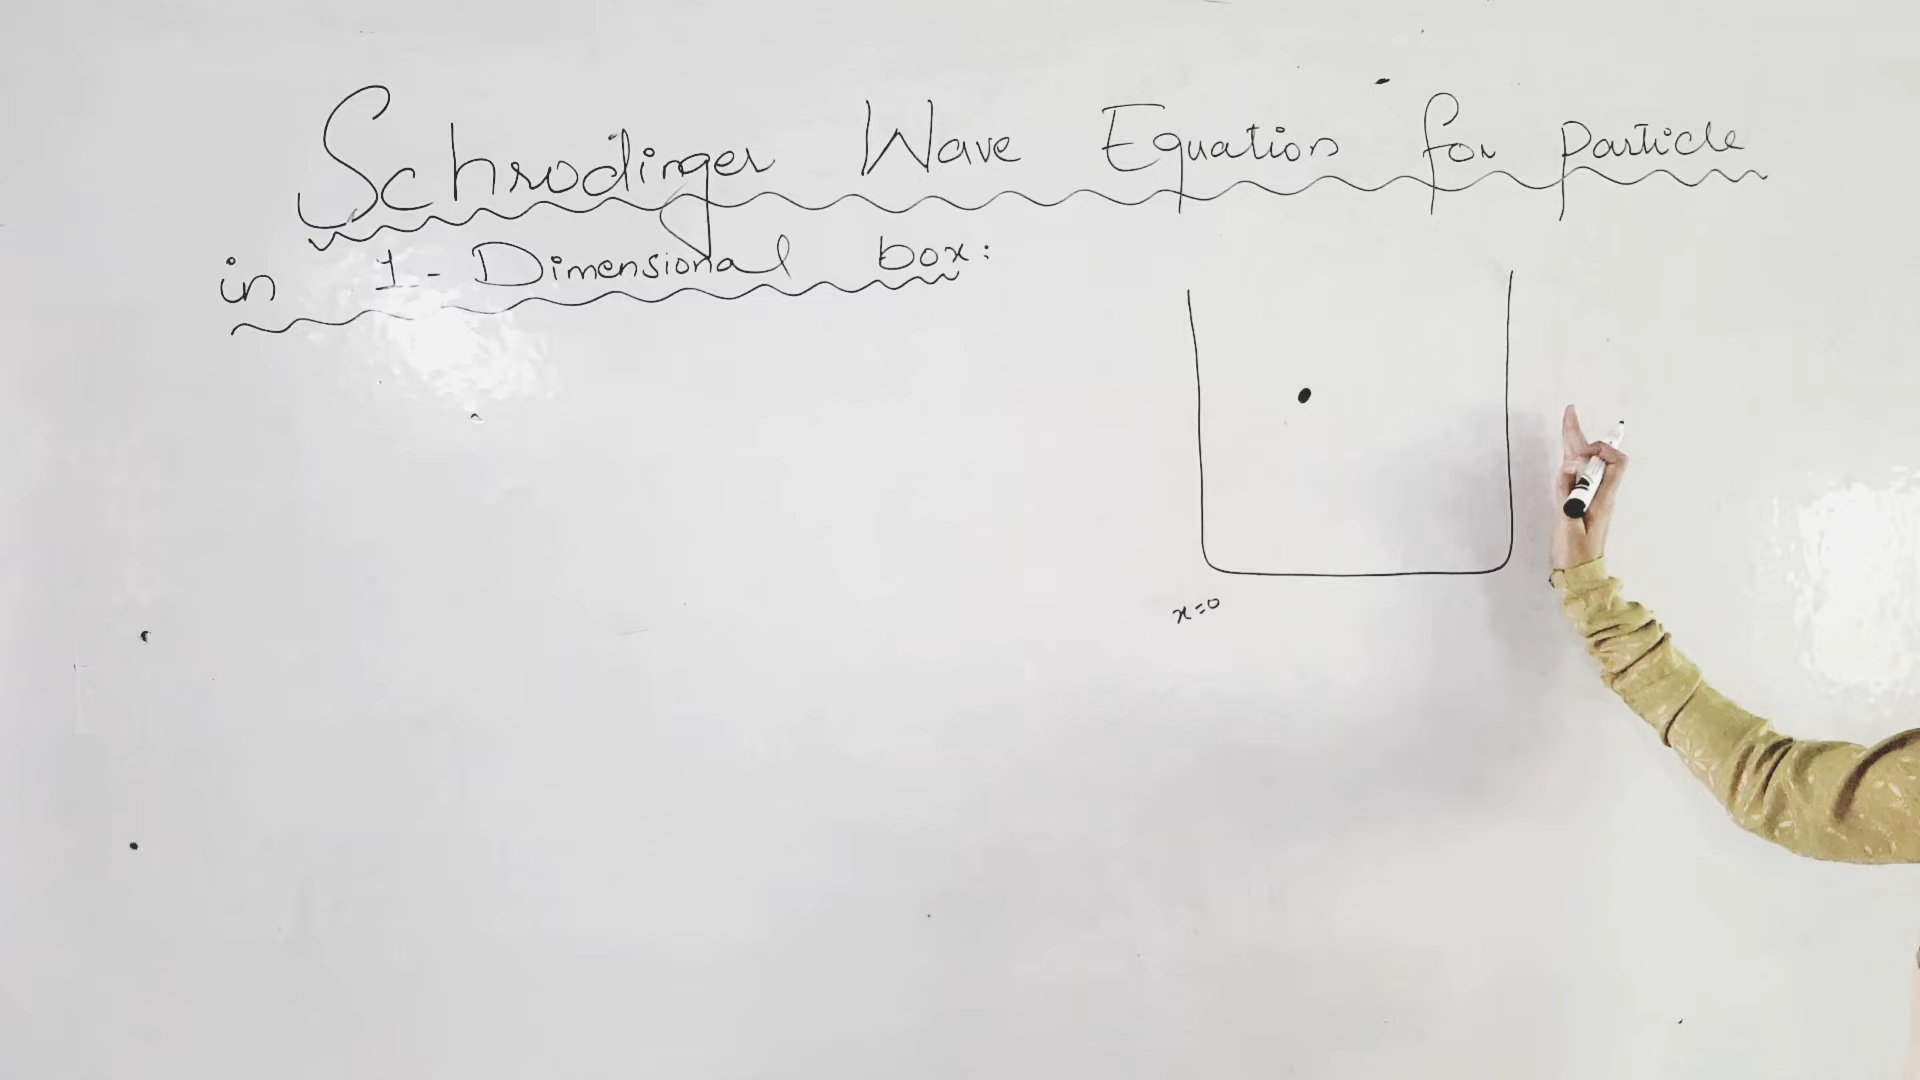 Schrodinger Wave Equation for particle
in 1-Dimensional box:
x=0